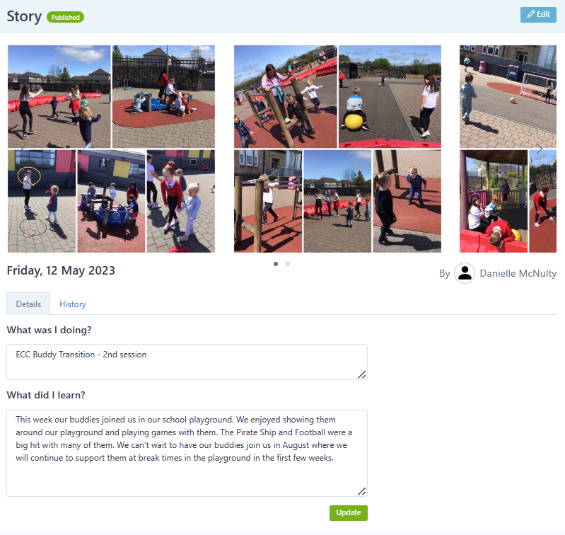 Story Published Edit
Friday, 12 May 2023
By Danielle McNulty
Details History
What was I doing?
ECC Buddy Transition - 2nd session
What did I learn?
This week our buddies joined us in our school playground. We enjoyed showing them
around our playground and playing games with them. The Pirate Ship and Football were a
big hit with many of them. We can't wait to have our buddies join us in August where we
will continue to support them at break times in the playground in the first few weeks.
Update